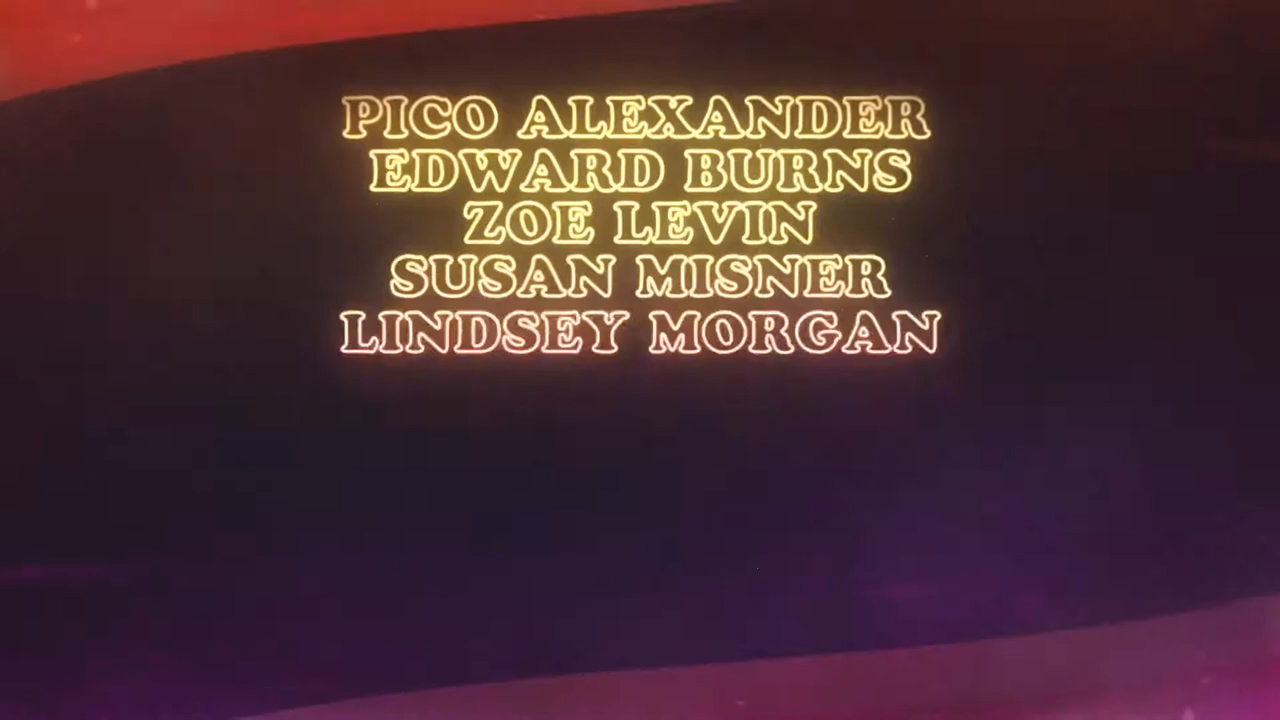 PICO ALEXANDER
EDWARD BURNS
ZOE LEVIN
SUSAN MISNER
LINDSEY MORGAN